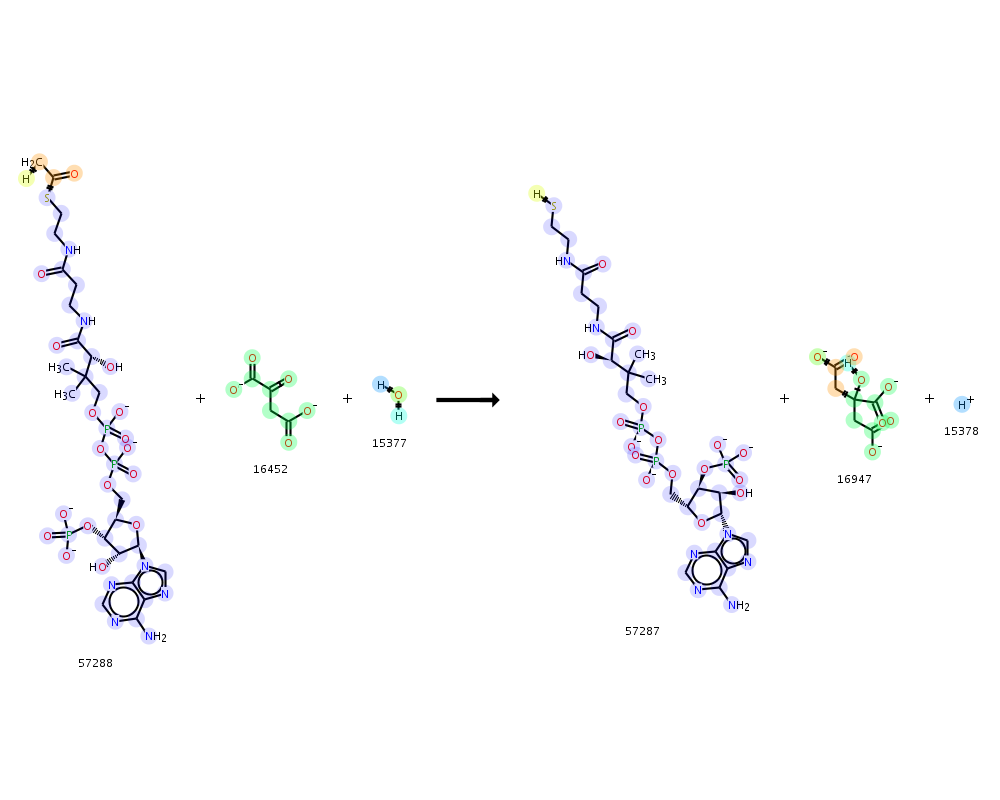 H₂C
H
O
S
NH
O
NH
O
OH
H₃C
H₃C
O
O⁻
P
O
O⁻
O
P
O
O
O⁻
O
O
P
O⁻
O⁻
HO
N
N
N
N
N
NH₂
57288
+
O
O⁻
O
O⁻
O
16452
+
H
O
H
15377
H
S
HN
O
HN
O
HO
CH₃
CH₃
O
O
P
O⁻
O
O
P
O⁻
O
O⁻
P
O⁻
O
O
OH
O
N
N
N
N
N
NH₂
57287
+
O⁻
O
H
O
O⁻
O
O
O⁻
16947
+
H⁺
15378